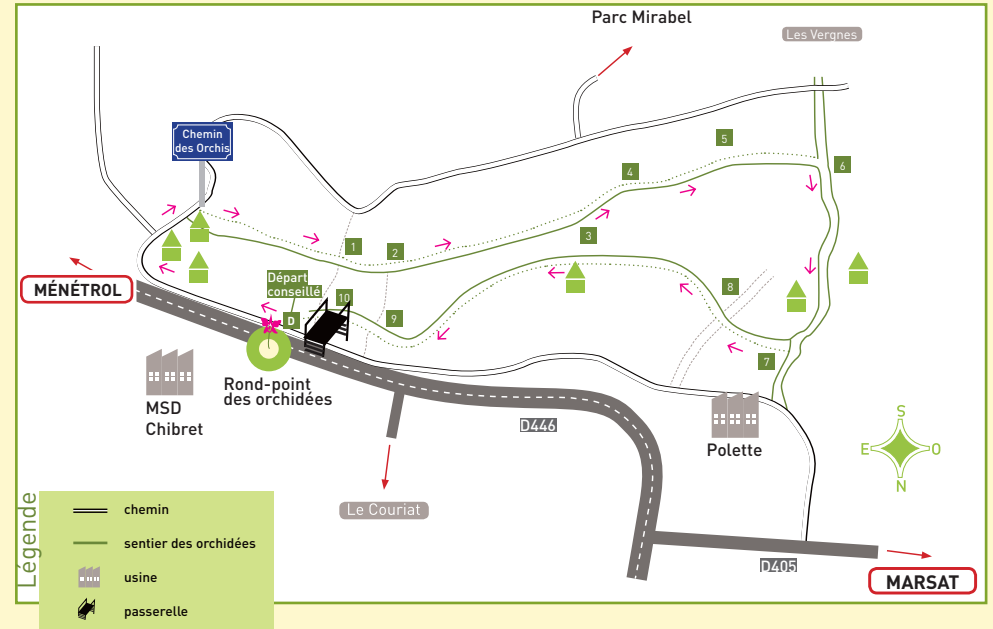 Parc Mirabel
Les Vergnes
Chemin
des Orchis
5
6
4
3
1
2
MÉNÉTROL
Départ
conseillé
D
10
9
8
7
Rond-point
des orchidées
MSD
Chibret
D446
Polette
S
E
O
N
Le Couriat
D405
MARSAT
Légende
chemin
sentier des orchidées
usine
passerelle